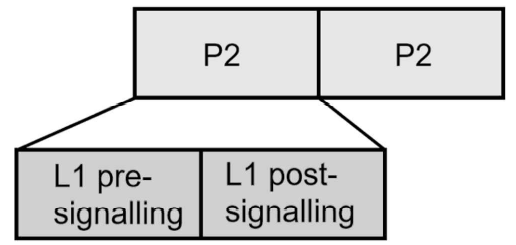 P2 P2
L1 pre- L1 post-
signalling signalling